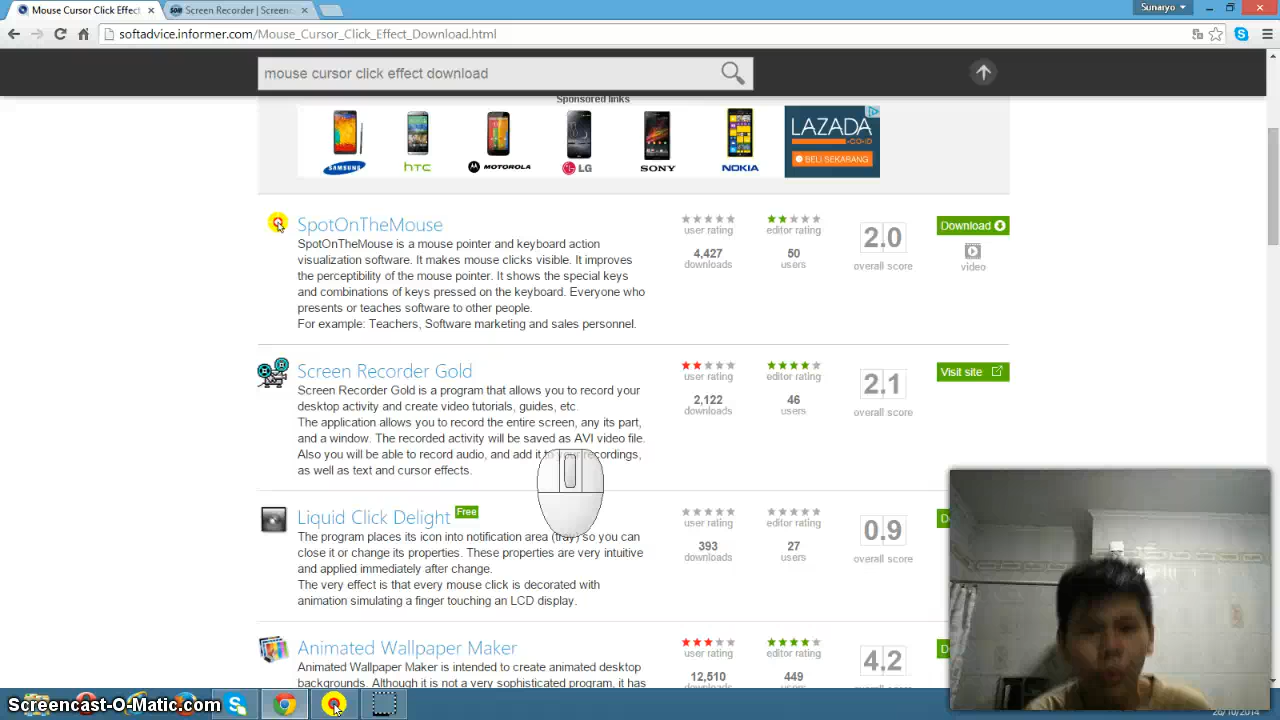 Mouse Cursor Click Effect
Screen Recorder | Screenc
Sunaryo
softadvice.informer.com/Mouse_Cursor_Click_Effect_Download.html
mouse cursor click effect download
Sponsored links
SAMSUNG
hTC
MOTOROLA
LG
SONY
NOKIA
LAZADA
.CO.ID
BELI SEKARANG
SpotOnTheMouse
SpotOnTheMouse is a mouse pointer and keyboard action
visualization software. It makes mouse clicks visible. It improves
the perceptibility of the mouse pointer. It shows the special keys
and combinations of keys pressed on the keyboard. Everyone who
presents or teaches software to other people.
For example: Teachers, Software marketing and sales personnel.
user rating
4,427
downloads
editor rating
50
users
2.0
overall score
Download
video
Screen Recorder Gold
Screen Recorder Gold is a program that allows you to record your
desktop activity and create video tutorials, guides, etc.
The application allows you to record the entire screen, any its part,
and a window. The recorded activity will be saved as AVI video file.
Also you will be able to record audio, and add it to your recordings,
as well as text and cursor effects.
user rating
2,122
downloads
editor rating
46
users
2.1
overall score
Visit site
Liquid Click Delight Free
The program places its icon into notification area (tray) so you can
close it or change its properties. These properties are very intuitive
and applied immediately after change.
The very effect is that every mouse click is decorated with
animation simulating a finger touching an LCD display.
user rating
393
downloads
editor rating
27
users
0.9
overall score
Animated Wallpaper Maker
Animated Wallpaper Maker is intended to create animated desktop
backgrounds. Although it is not a very sophisticated program, it has
user rating
12,510
downloads
editor rating
449
users
4.2
Screencast-O-Matic.com
26/10/2014